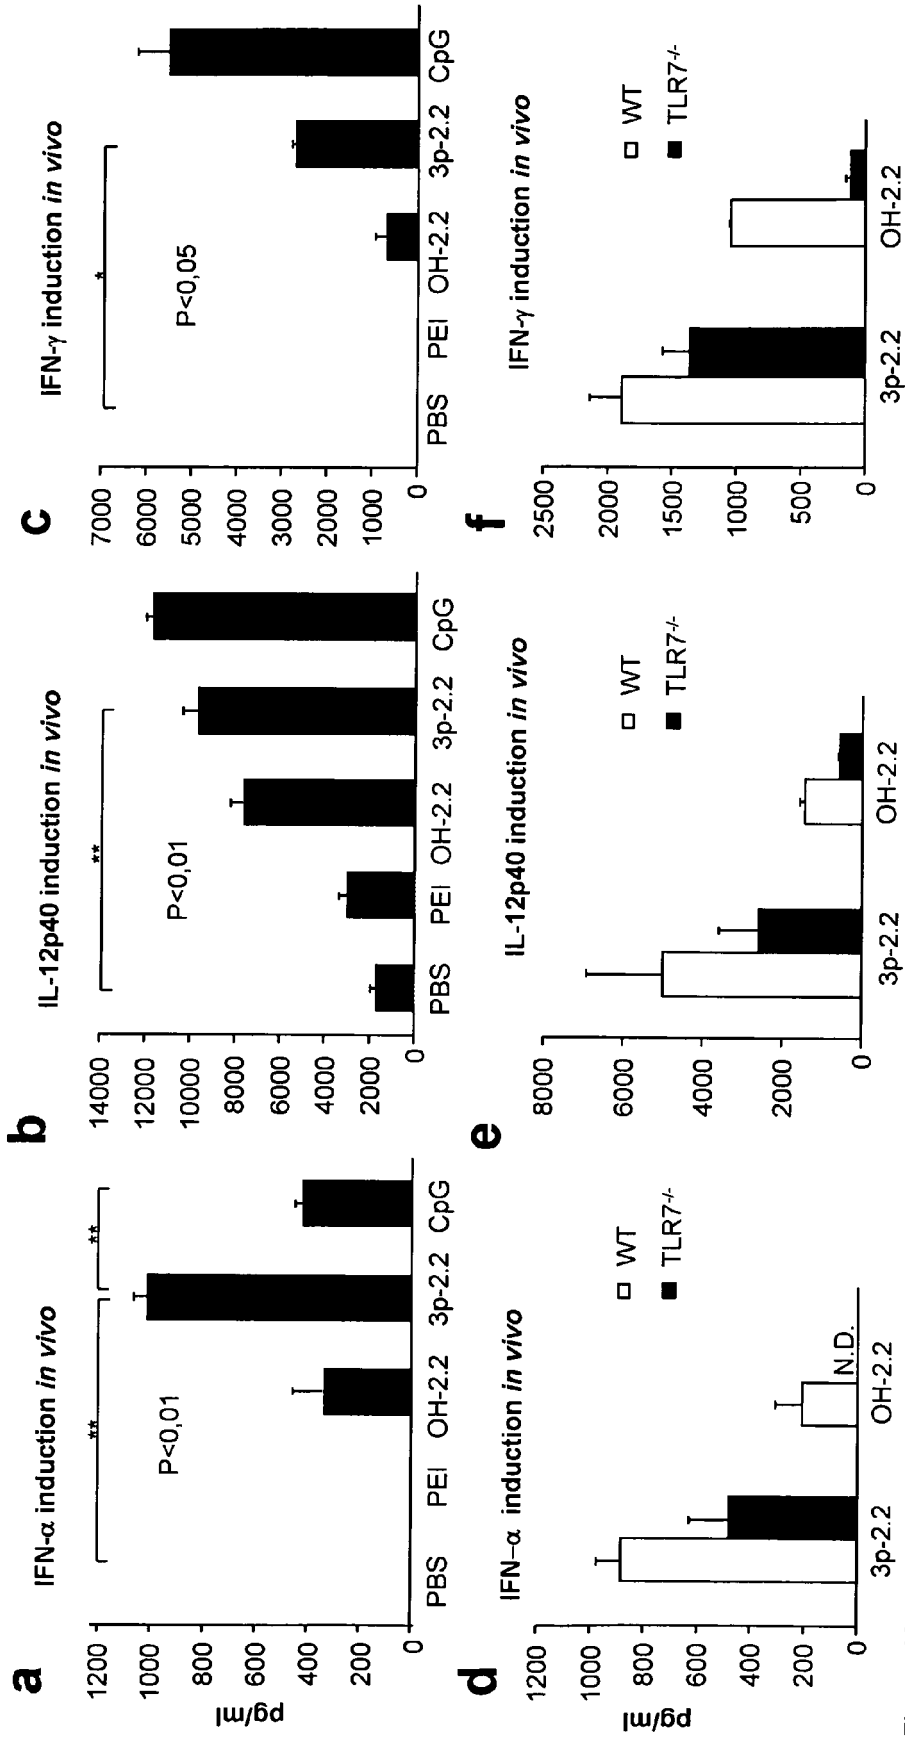 a
IFN-α induction in vivo
pg/ml
1200
1000
800
600
400
200
0
**
**
P<0,01
PBS PEI OH-2.2 3p-2.2 CpG
b
IL-12p40 induction in vivo
14000
12000
10000
8000
6000
4000
2000
0
**
P<0,01
PBS PEI OH-2.2 3p-2.2 CpG
c
IFN-γ induction in vivo
7000
6000
5000
4000
3000
2000
1000
0
*
P<0,05
PBS PEI OH-2.2 3p-2.2 CpG
d
IFN-α induction in vivo
pg/ml
1200
1000
800
600
400
200
0
WT
TLR7-/-
N.D.
3p-2.2 OH-2.2
e
IL-12p40 induction in vivo
8000
6000
4000
2000
0
WT
TLR7-/-
3p-2.2 OH-2.2
f
IFN-γ induction in vivo
2500
2000
1500
1000
500
0
WT
TLR7-/-
3p-2.2 OH-2.2